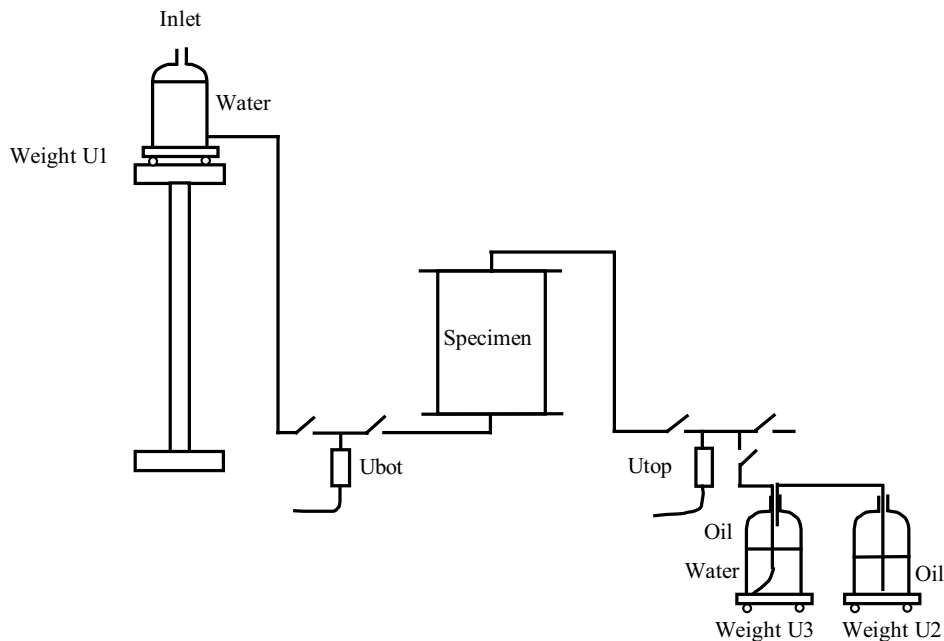 Inlet
Water
Weight U1
Specimen
Ubot
Utop
Oil
Water
Oil
Weight U3
Weight U2